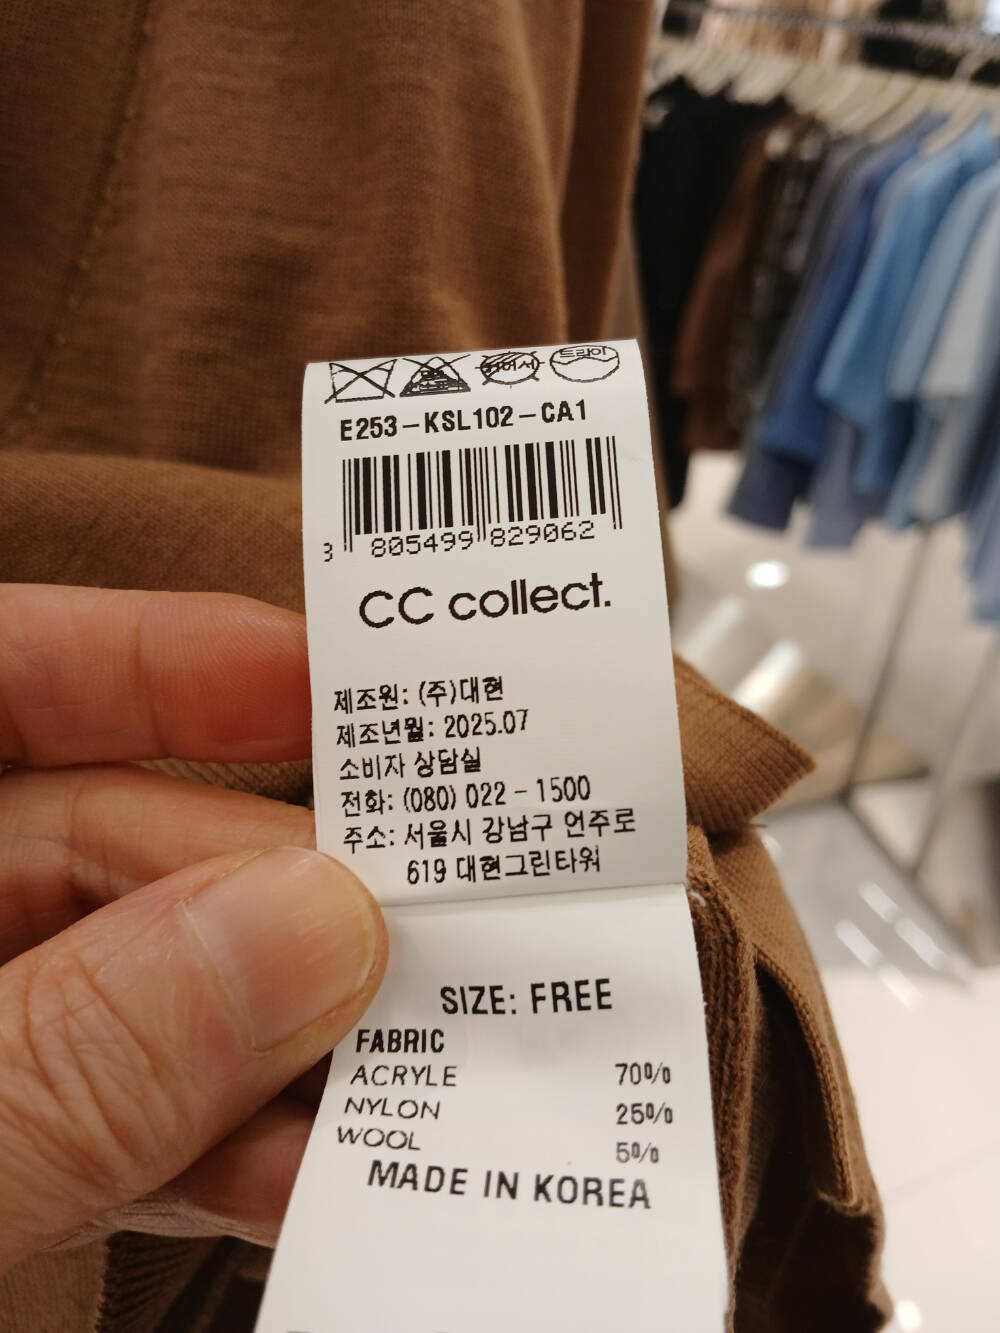 드라이
E253-KSL102-CA1
805499 829062
CC collect.
제조원: (주)대현
제조년월: 2025.07
소비자 상담실
전화: (080) 022-1500
주소: 서울시 강남구 언주로
619 대현그린타워
SIZE: FREE
FABRIC
ACRYLE 70%
NYLON 25%
WOOL 5%
MADE IN KOREA